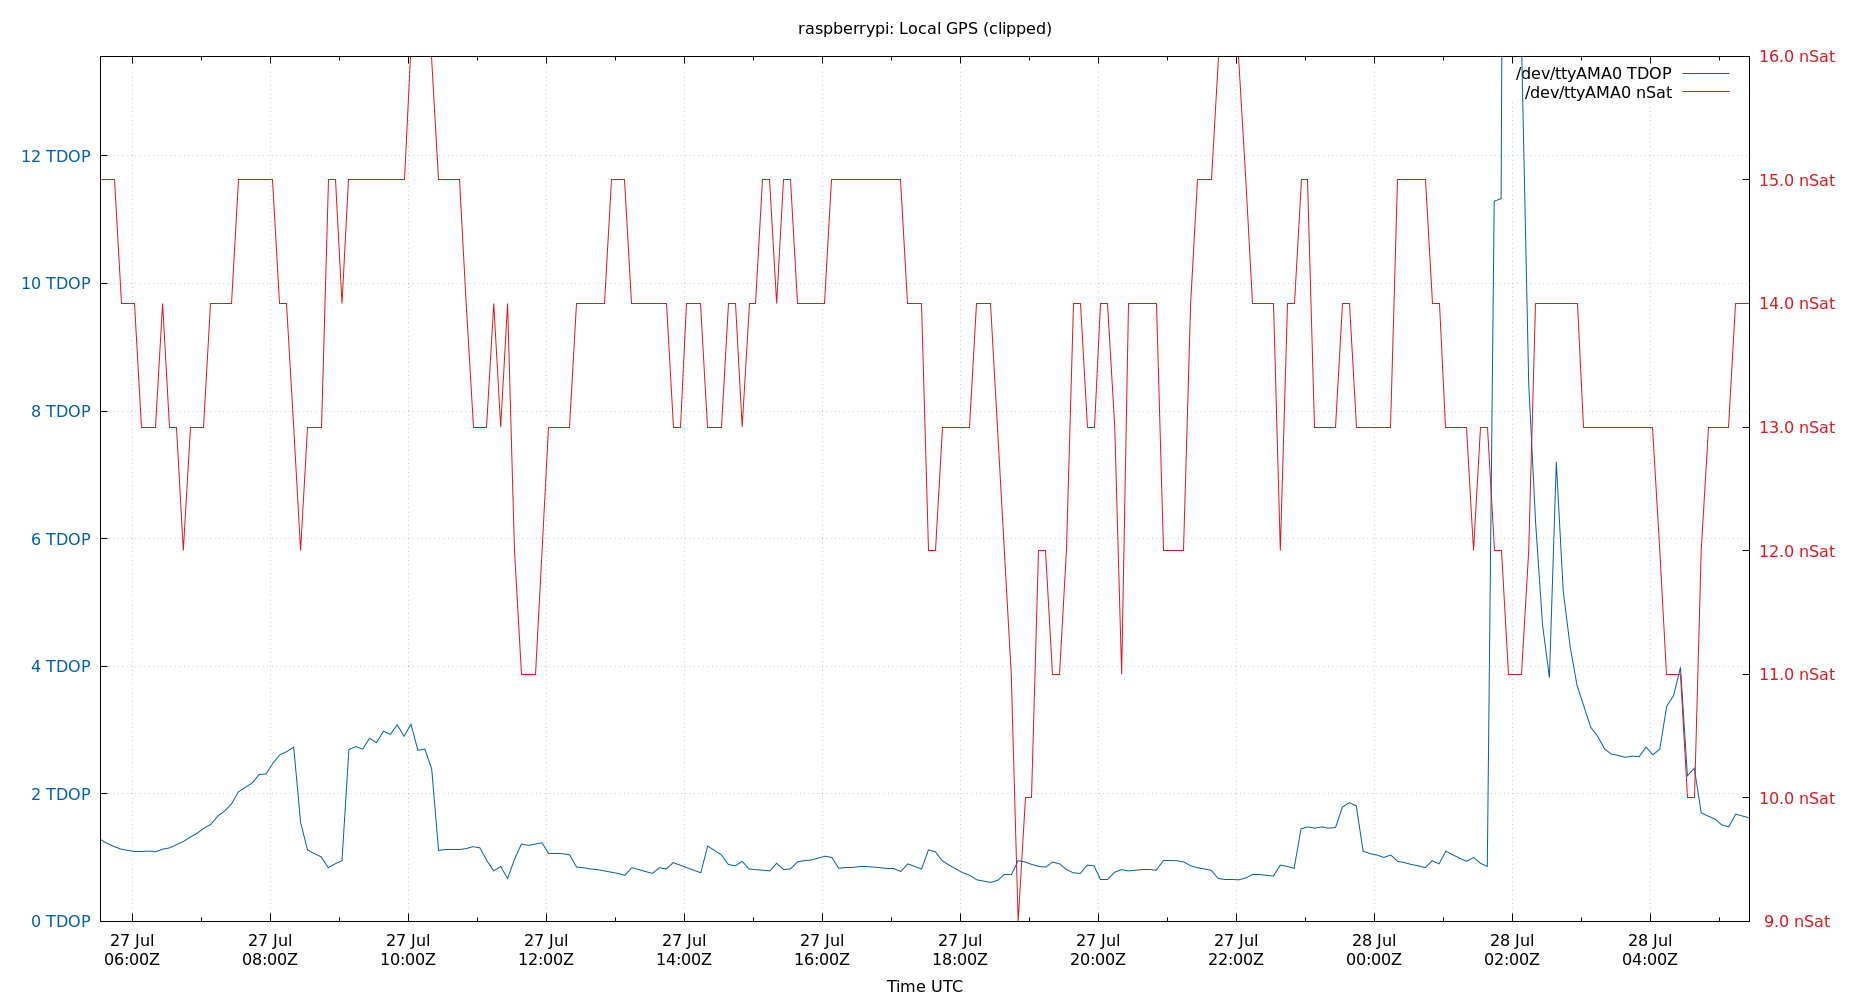 raspberrypi: Local GPS (clipped)
/dev/ttyAMA0 TDOP
/dev/ttyAMA0 nSat
12 TDOP
10 TDOP
8 TDOP
6 TDOP
4 TDOP
2 TDOP
0 TDOP
16.0 nSat
15.0 nSat
14.0 nSat
13.0 nSat
12.0 nSat
11.0 nSat
10.0 nSat
9.0 nSat
27 Jul
06:00Z
27 Jul
08:00Z
27 Jul
10:00Z
27 Jul
12:00Z
27 Jul
14:00Z
27 Jul
16:00Z
27 Jul
18:00Z
27 Jul
20:00Z
27 Jul
22:00Z
28 Jul
00:00Z
28 Jul
02:00Z
28 Jul
04:00Z
Time UTC